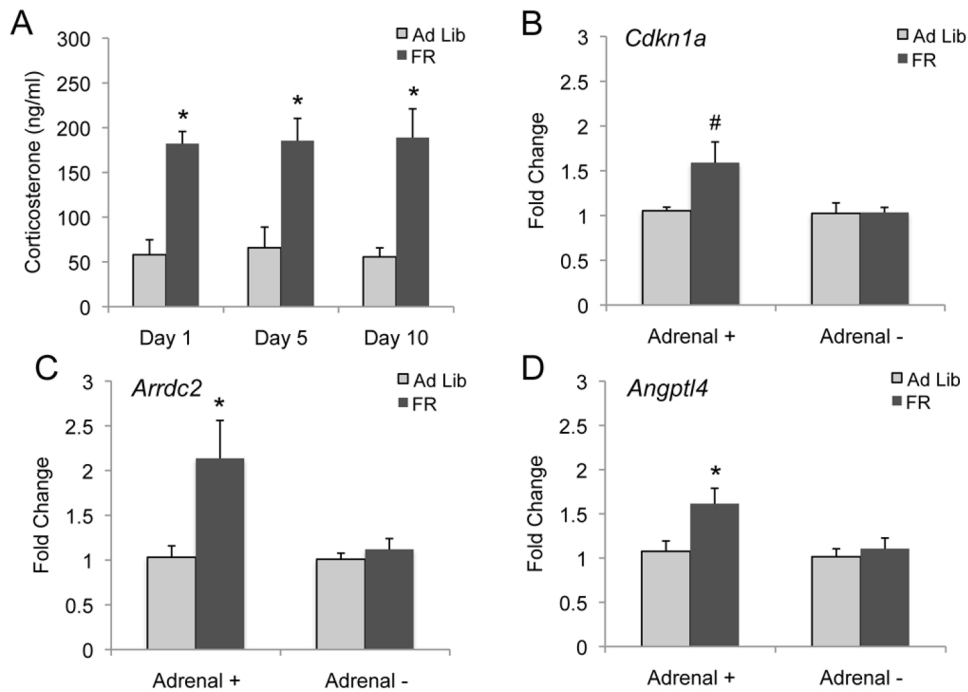 A
Corticosterone (ng/ml)
300
250
200
150
100
50
0
Ad Lib
FR
*
*
*
Day 1
Day 5
Day 10
B
Cdkn1a
Fold Change
3
2.5
2
1.5
1
0.5
0
Ad Lib
FR
#
Adrenal +
Adrenal -
C
Arrdc2
Fold Change
3
2.5
2
1.5
1
0.5
0
Ad Lib
FR
*
Adrenal +
Adrenal -
D
Angptl4
Fold Change
3
2.5
2
1.5
1
0.5
0
Ad Lib
FR
*
Adrenal +
Adrenal -